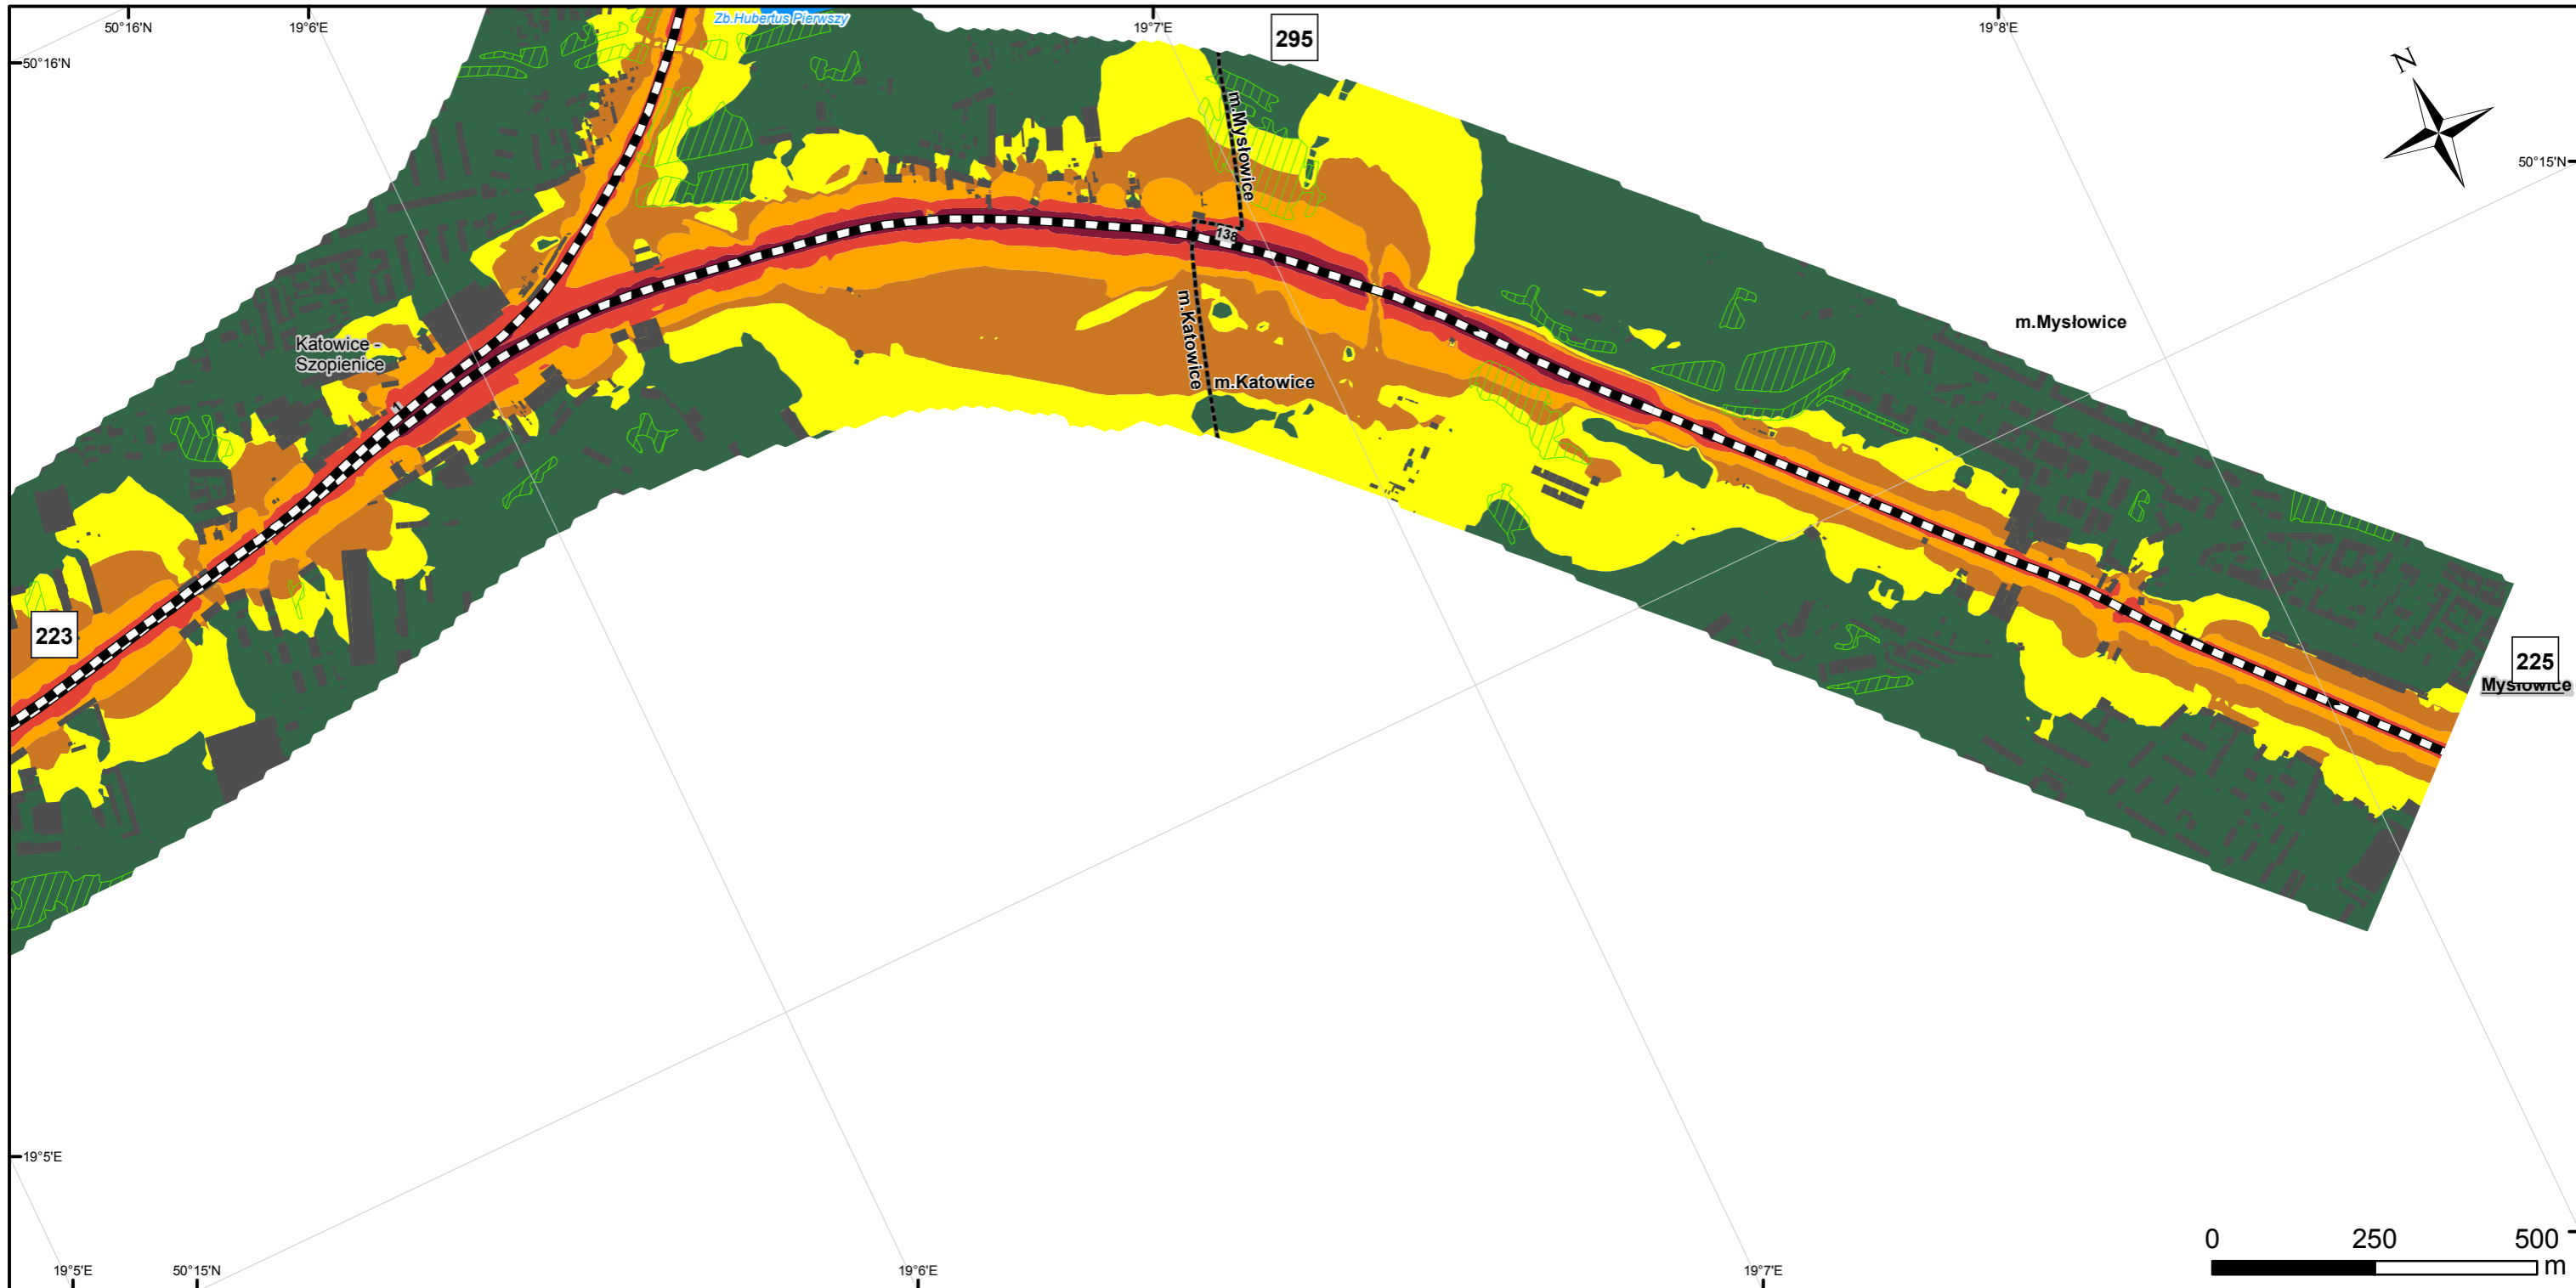 Zb.Hubertus Pierwszy
50°16'N
19°6'E
19°7'E
19°8'E
295
N
50°16'N
50°15'N
m.Mysłowice
138
m.Katowice
m.Mysłowice
Katowice -
Szopienice
m.Katowice
1
223
225
Mysłowice
19°5'E
0 250 500
m
19°5'E
50°15'N
19°6'E
19°7'E